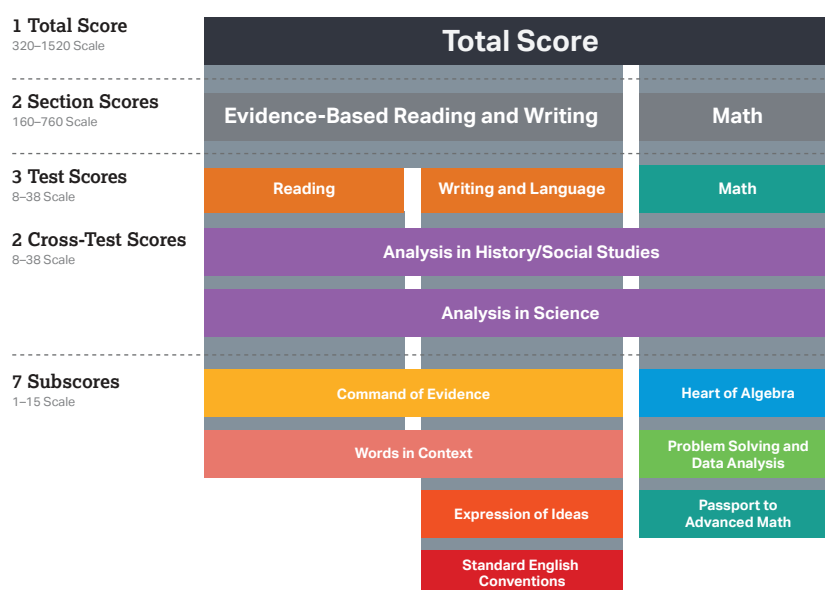 1 Total Score
320–1520 Scale
Total Score
2 Section Scores
160–760 Scale
Evidence-Based Reading and Writing
Math
3 Test Scores
8–38 Scale
Reading
Writing and Language
Math
2 Cross-Test Scores
8–38 Scale
Analysis in History/Social Studies
Analysis in Science
7 Subscores
1–15 Scale
Command of Evidence
Heart of Algebra
Words in Context
Problem Solving and
Data Analysis
Expression of Ideas
Passport to
Advanced Math
Standard English
Conventions